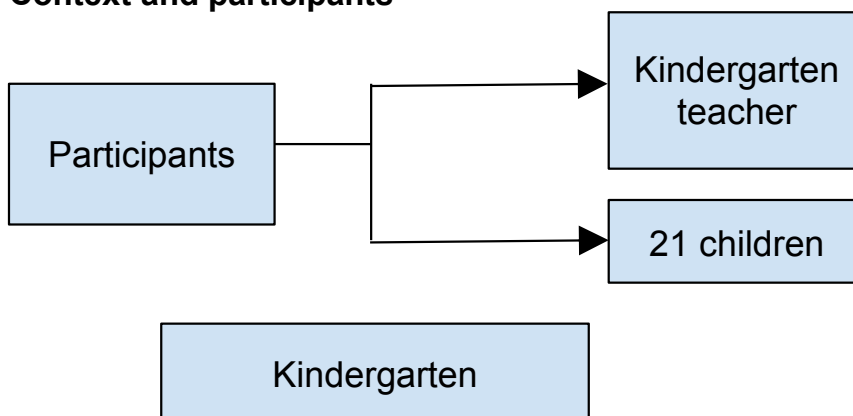 Context and participants
Participants
Kindergarten
teacher
21 children
Kindergarten